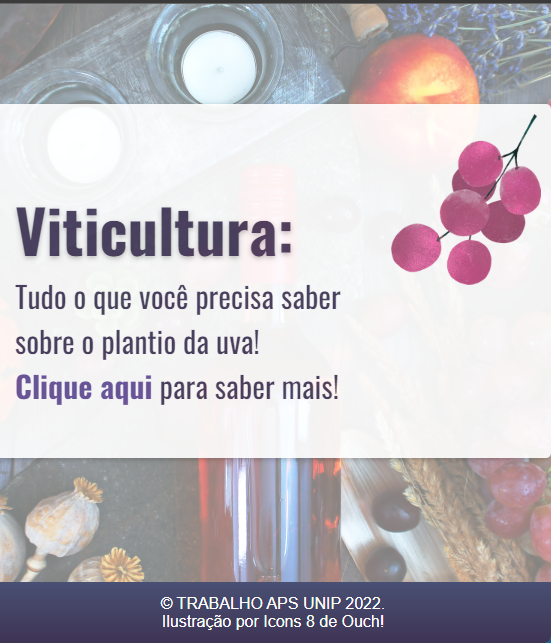 Viticultura:
Tudo o que você precisa saber
sobre o plantio da uva!
Clique aqui para saber mais!
© TRABALHO APS UNIP 2022.
Ilustração por Icons 8 de Ouch!